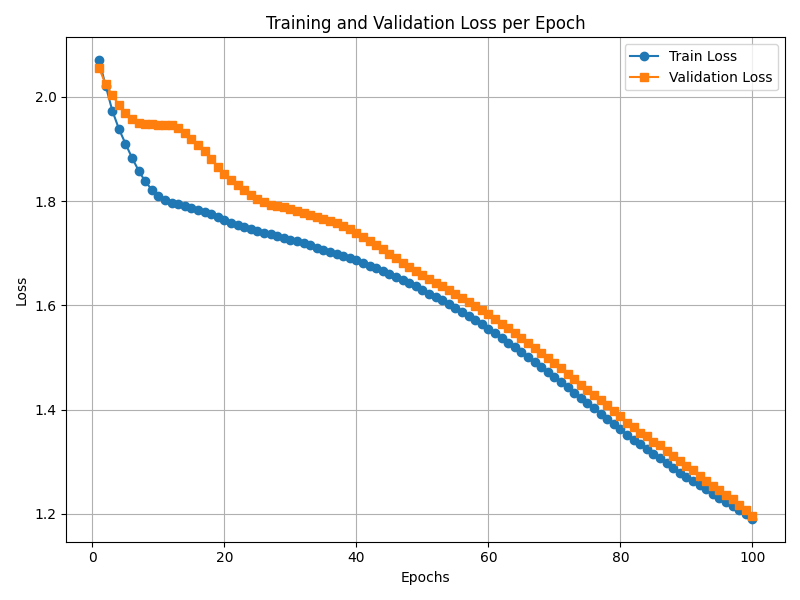 Training and Validation Loss per Epoch
Train Loss
Validation Loss
Loss
2.0
1.8
1.6
1.4
1.2
0 20 40 60 80 100
Epochs